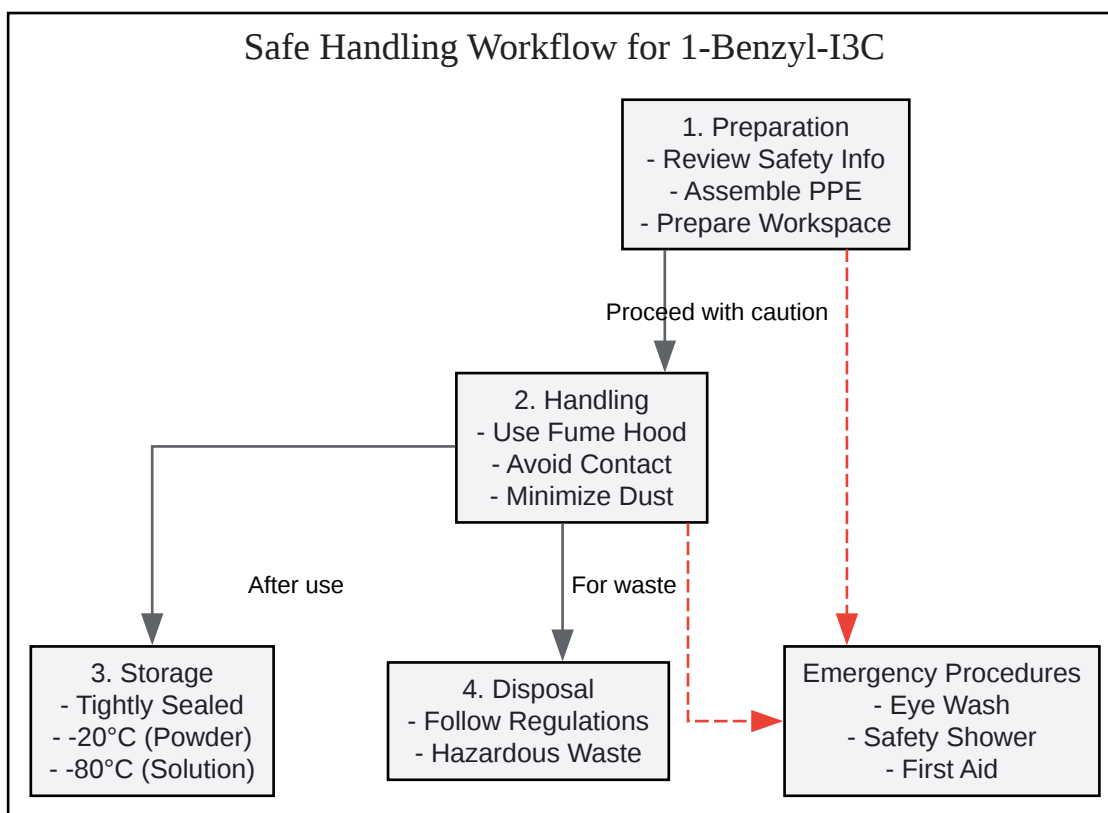 Safe Handling Workflow for 1-Benzyl-I3C
1. Preparation
- Review Safety Info
- Assemble PPE
- Prepare Workspace
Proceed with caution
2. Handling
- Use Fume Hood
- Avoid Contact
- Minimize Dust
After use
For waste
3. Storage
- Tightly Sealed
- -20°C (Powder)
- -80°C (Solution)
4. Disposal
- Follow Regulations
- Hazardous Waste
Emergency Procedures
- Eye Wash
- Safety Shower
- First Aid